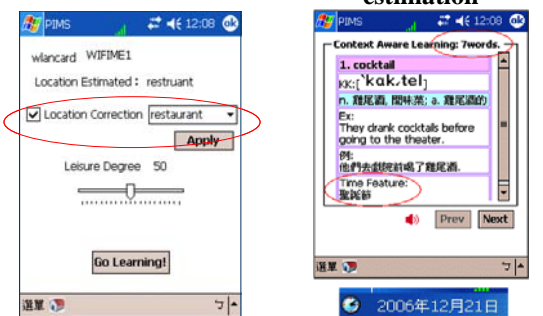 estimation
PIMS 12:08 ok
wlancard WIFIME1
Location Estimated : restruant
Location Correction restaurant
Apply
Leisure Degree 50
Go Learning!
選單 ㄅ
PIMS 12:08 ok
Context Aware Learning: 7words.
1. cocktail
KK:[`kɑk,tel]
n. 雞尾酒, 開味菜; a. 雞尾酒的
Ex:
They drank cocktails before
going to the theater.
例:
他們去戲院前喝了雞尾酒.
Time Feature:
聖誕節
Prev Next
選單 ㄅ
2006年12月21日